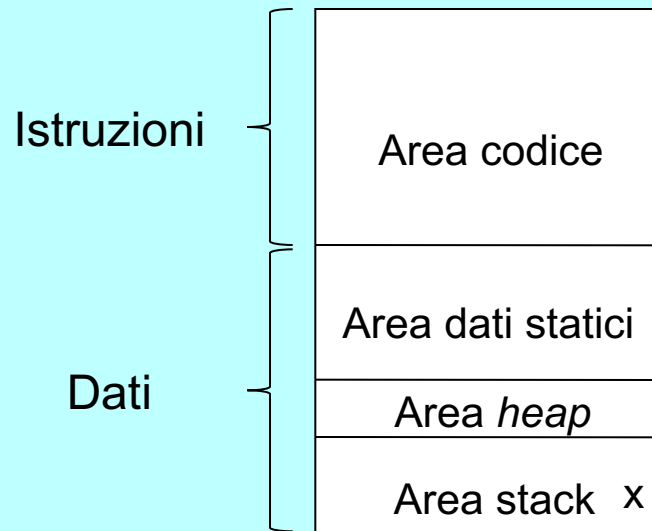 Istruzioni
Area codice
Area dati statici
Dati
Area heap
Area stack x